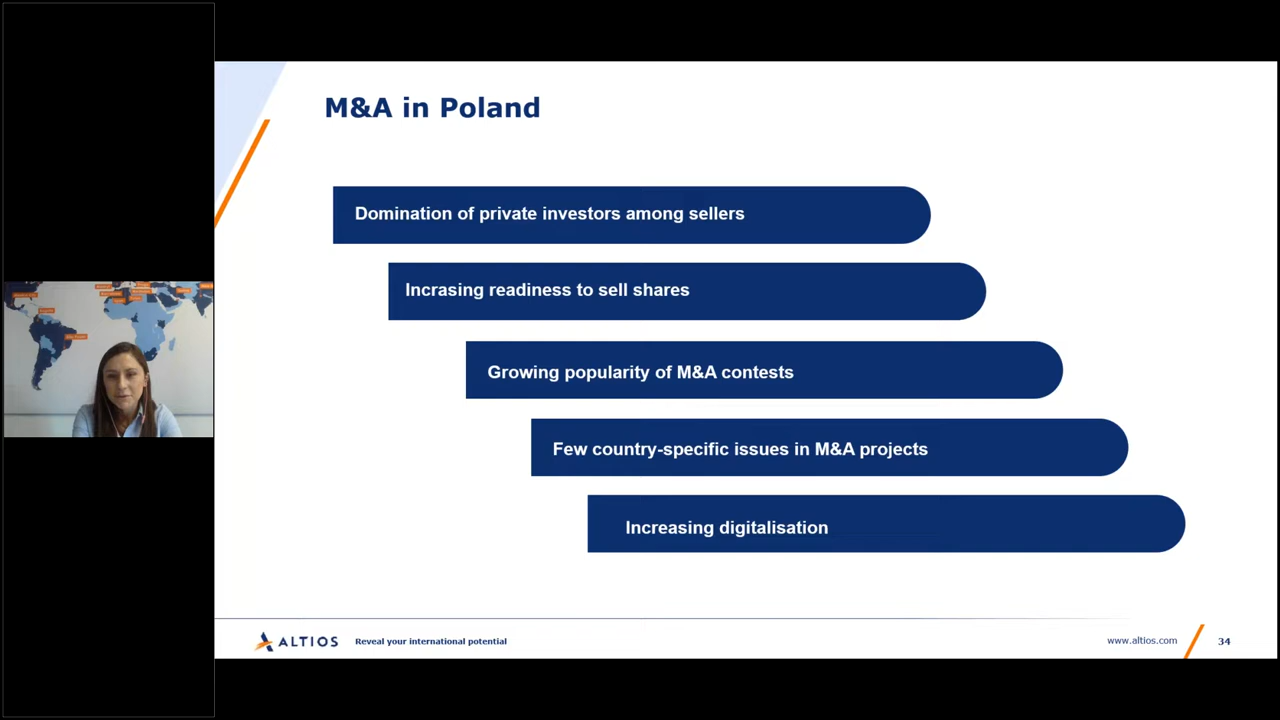 M&A in Poland
Domination of private investors among sellers
Incrasing readiness to sell shares
Growing popularity of M&A contests
Few country-specific issues in M&A projects
Increasing digitalisation
ALTIOS
Reveal your international potential
www.altios.com
34